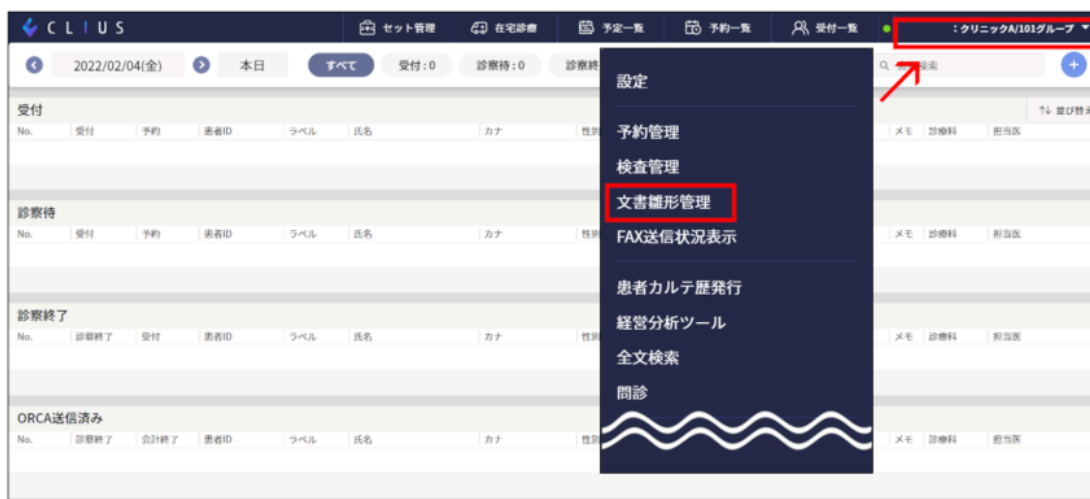 CLIUS セット管理 在宅診療 予定一覧 予約一覧 受付一覧 :クリニックA/101グループ
2022/02/04(金) 本日 すべて 受付:0 診察待:0 診察終 検索
設定
予約管理
検査管理
文書雛形管理
FAX送信状況表示
患者カルテ歴発行
経営分析ツール
全文検索
問診
受付 並び替え
No. 受付 予約 患者ID ラベル 氏名 カナ 性別 メモ 診療科 担当医
診察待
No. 受付 予約 患者ID ラベル 氏名 カナ 性別 メモ 診療科 担当医
診察終了
No. 診察終了 受付 患者ID ラベル 氏名 カナ 性別 メモ 診療科 担当医
ORCA送信済み
No. 診察終了 会計終了 患者ID ラベル 氏名 カナ 性別 メモ 診療科 担当医